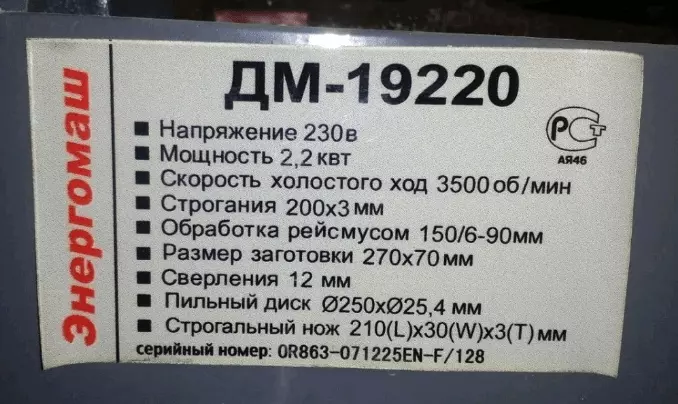 Энергомаш
ДМ-19220
РСТ
АЯ46
■ Напряжение 230в
■ Мощность 2,2 квт
■ Скорость холостого ход 3500 об/мин
■ Строгания 200х3 мм
■ Обработка рейсмусом 150/6-90мм
■ Размер заготовки 270х70 мм
■ Сверления 12 мм
■ Пильный диск Ø250хØ25,4 мм
■ Строгальный нож 210(L)x30(W)x3(T) мм
серийный номер: 0R863-071225EN-F/128